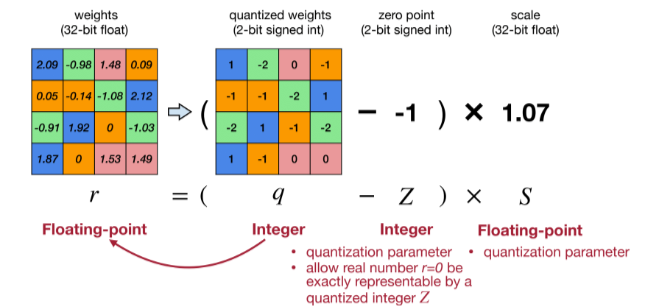 weights quantized weights zero point scale
(32-bit float) (2-bit signed int) (2-bit signed int) (32-bit float)
2.09 -0.98 1.48 0.09 1 -2 0 -1
0.05 -0.14 -1.08 2.12 -1 -1 -2 1
( − -1 ) × 1.07
-0.91 1.92 0 -1.03 -2 1 -1 -2
1.87 0 1.53 1.49 1 -1 0 0
r = ( q − Z ) × S
Floating-point Integer Integer Floating-point
• quantization parameter • quantization parameter
• allow real number r=0 be
exactly representable by a
quantized integer Z